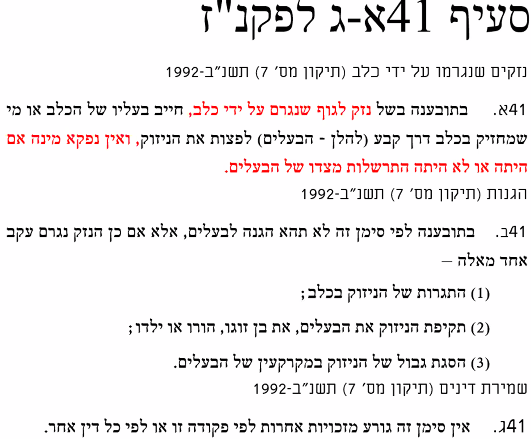 סעיף 41א-ג לפקנ"ז
נזקים שנגרמו על ידי כלב (תיקון מס׳ 7) תשנ״ב-1992
41א. בתובענה בשל נזק לגוף שנגרם על ידי כלב, חייב בעליו של הכלב או מי
שמחזיק בכלב דרך קבע (להלן - הבעלים) לפצות את הניזוק, ואין נפקא מינה אם
היתה או לא היתה התרשלות מצדו של הבעלים.
הגנות (תיקון מס׳ 7) תשנ״ב-1992
41ב. בתובענה לפי סימן זה לא תהא הגנה לבעלים, אלא אם כן הנזק נגרם עקב
אחד מאלה –
(1) התגרות של הניזוק בכלב;
(2) תקיפת הניזוק את הבעלים, את בן זוגו, הורו או ילדו;
(3) הסגת גבול של הניזוק במקרקעין של הבעלים.
שמירת דינים (תיקון מס׳ 7) תשנ״ב-1992
41ג. אין סימן זה גורע מזכויות אחרות לפי פקודה זו או לפי כל דין אחר.